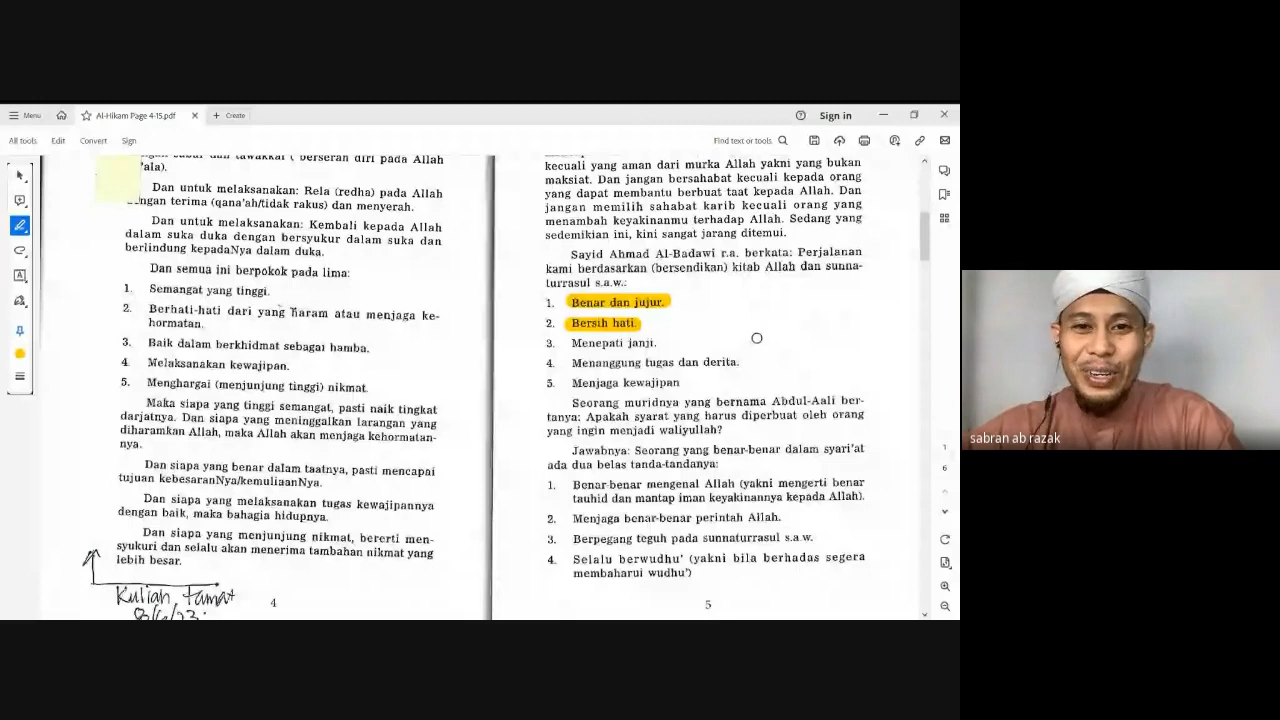 Menu
Al-Hikam Page 4-15.pdf
Create
Sign in
All tools Edit Convert Sign
Find text or tools
sabar dan tawakkal ( berserah diri pada Allah
'ala).
Dan untuk melaksanakan: Rela (redha) pada Allah
dengan terima (qana'ah/tidak rakus) dan menyerah.
Dan untuk melaksanakan: Kembali kepada Allah
dalam suka duka dengan bersyukur dalam suka dan
berlindung kepadaNya dalam duka.
Dan semua ini berpokok pada lima:
1. Semangat yang tinggi.
2. Berhati-hati dari yang haram atau menjaga ke-
hormatan.
3. Baik dalam berkhidmat sebagai hamba.
4. Melaksanakan kewajipan.
5. Menghargai (menjunjung tinggi) nikmat.
Maka siapa yang tinggi semangat, pasti naik tingkat
darjatnya. Dan siapa yang meninggalkan larangan yang
diharamkan Allah, maka Allah akan menjaga kehormatan-
nya.
Dan siapa yang benar dalam taatnya, pasti mencapai
tujuan kebesaranNya/kemuliaanNya.
Dan siapa yang melaksanakan tugas kewajipannya
dengan baik, maka bahagia hidupnya.
Dan siapa yang menjunjung nikmat, bererti men-
syukuri dan selalu akan menerima tambahan nikmat yang
lebih besar.
Kuliah Tamat
4
kecuali yang aman dari murka Allah yakni yang bukan
maksiat. Dan jangan bersahabat kecuali kepada orang
yang dapat membantu berbuat taat kepada Allah. Dan
jangan memilih sahabat karib kecuali orang yang
menambah keyakinanmu terhadap Allah. Sedang yang
sedemikian ini, kini sangat jarang ditemui.
Sayid Ahmad Al-Badawi r.a. berkata: Perjalanan
kami berdasarkan (bersendikan) kitab Allah dan sunna-
turrasul s.a.w.:
1. Benar dan jujur.
2. Bersih hati.
3. Menepati janji.
4. Menanggung tugas dan derita.
5. Menjaga kewajipan
Seorang muridnya yang bernama Abdul-Aali ber-
tanya: Apakah syarat yang harus diperbuat oleh orang
yang ingin menjadi waliyullah?
Jawabnya: Seorang yang benar-benar dalam syari'at
ada dua belas tanda-tandanya:
1. Benar-benar mengenal Allah (yakni mengerti benar
tauhid dan mantap iman keyakinannya kepada Allah).
2. Menjaga benar-benar perintah Allah.
3. Berpegang teguh pada sunnaturrasul s.a.w.
4. Selalu berwudhu' (yakni bila berhadas segera
membaharui wudhu')
5
1
6
sabran ab razak